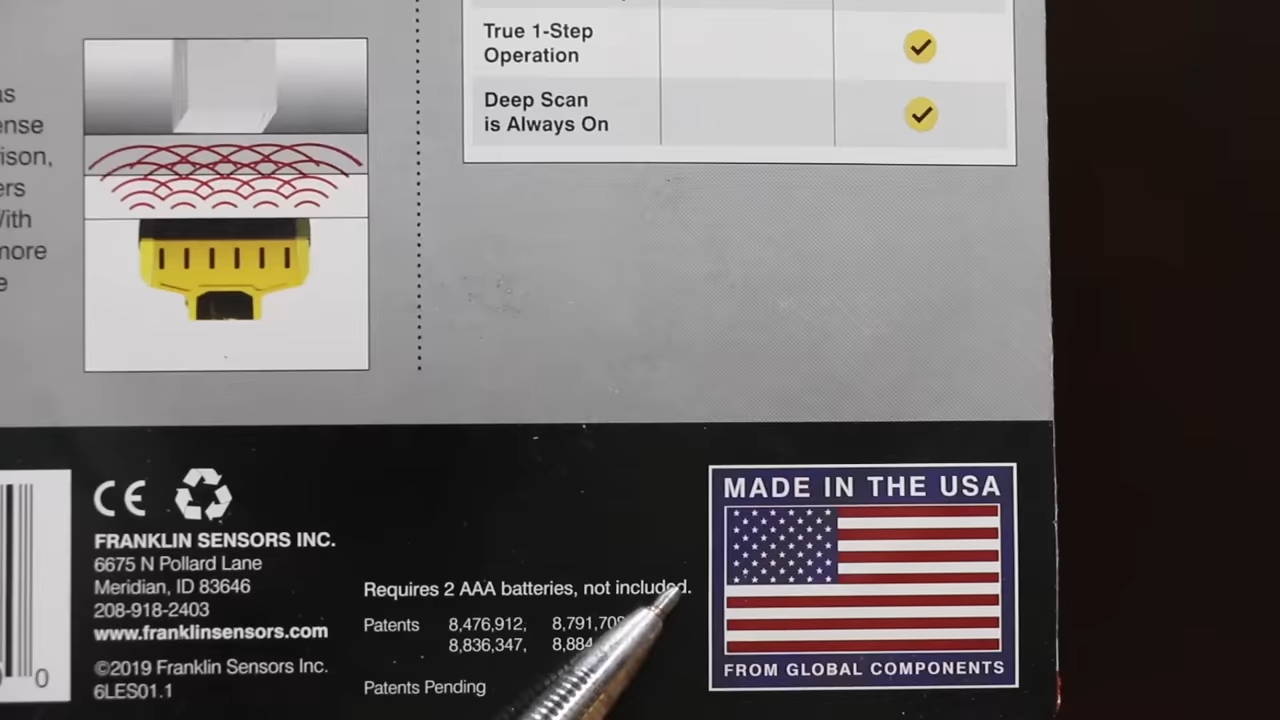 True 1-Step
Operation
Deep Scan
is Always On
more
CE
FRANKLIN SENSORS INC.
6675 N Pollard Lane
Meridian, ID 83646
208-918-2403
www.franklinsensors.com
©2019 Franklin Sensors Inc.
6LES01.1
0
Requires 2 AAA batteries, not included.
Patents 8,476,912,
8,836,347,
Patents Pending
MADE IN THE USA
FROM GLOBAL COMPONENTS